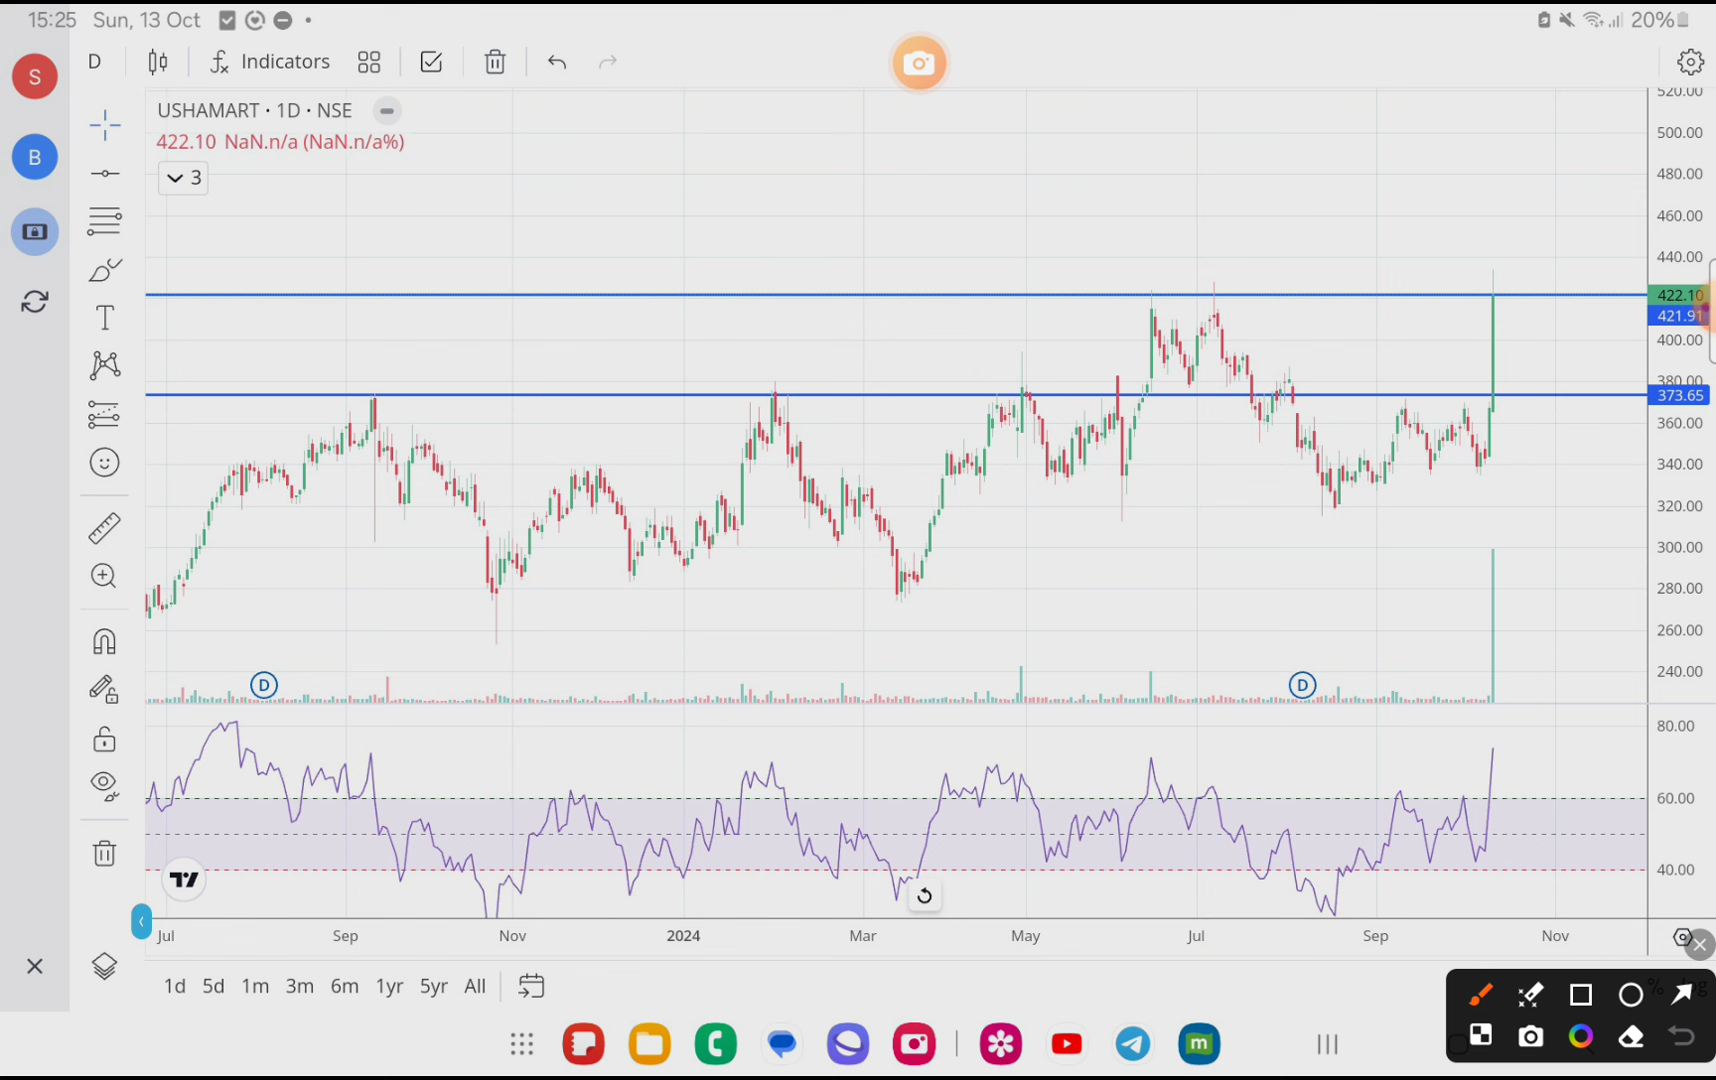 15:25 Sun, 13 Oct
20%
S
D
Indicators
520.00
USHAMART · 1D · NSE
500.00
422.10 NaN.n/a (NaN.n/a%)
B
3
480.00
460.00
440.00
422.10
421.91
400.00
380.00
373.65
360.00
340.00
320.00
300.00
280.00
260.00
240.00
D
D
80.00
60.00
40.00
Jul Sep Nov 2024 Mar May Jul Sep Nov
1d 5d 1m 3m 6m 1yr 5yr All
%
m